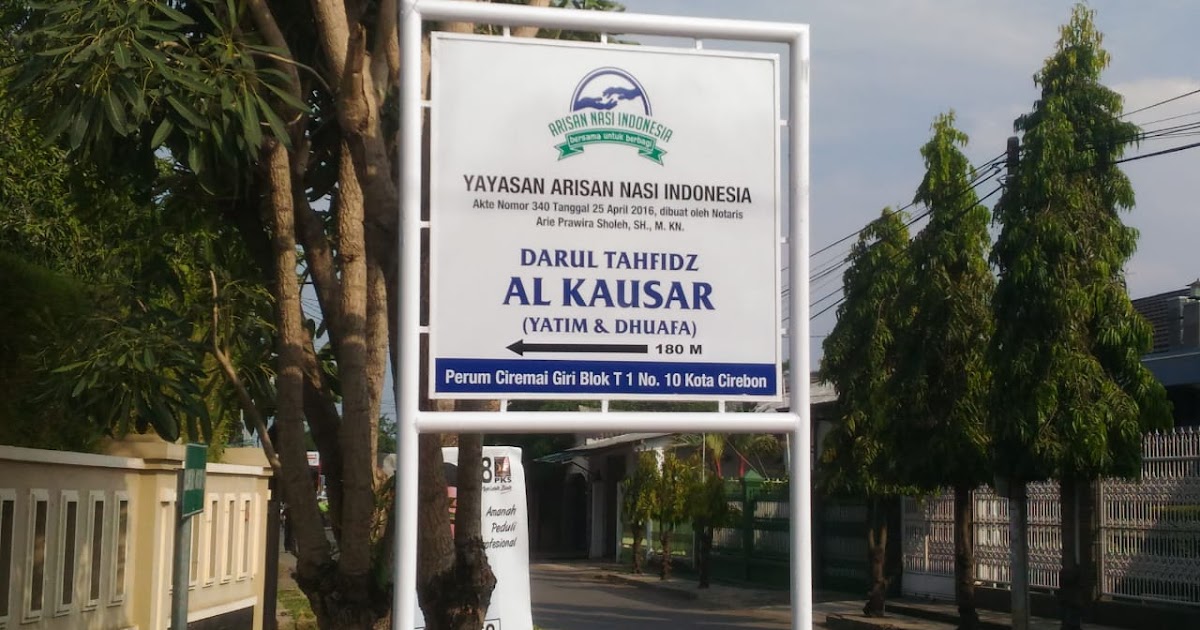 ARISAN NASI INDONESIA
bersama untuk berbagi
YAYASAN ARISAN NASI INDONESIA
Akte Nomor 340 Tanggal 25 April 2016, dibuat oleh Notaris
Arie Prawira Sholeh, SH., M. KN.
DARUL TAHFIDZ
AL KAUSAR
(YATIM & DHUAFA)
180 M
Perum Ciremai Giri Blok T 1 No. 10 Kota Cirebon
8
PKS
Amanah
Peduli